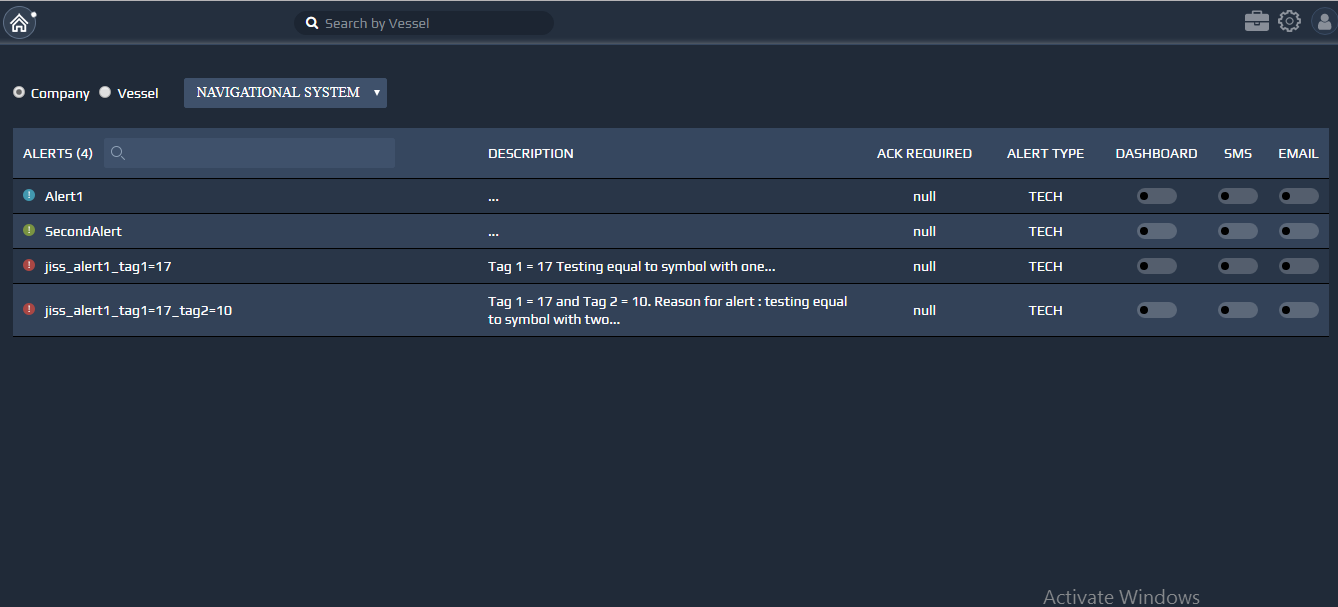 Search by Vessel
Company Vessel NAVIGATIONAL SYSTEM
ALERTS (4) DESCRIPTION ACK REQUIRED ALERT TYPE DASHBOARD SMS EMAIL
Alert1 ... null TECH
SecondAlert ... null TECH
jiss_alert1_tag1=17 Tag 1 = 17 Testing equal to symbol with one... null TECH
jiss_alert1_tag1=17_tag2=10 Tag 1 = 17 and Tag 2 = 10. Reason for alert : testing equal null TECH
to symbol with two...
Activate Windows